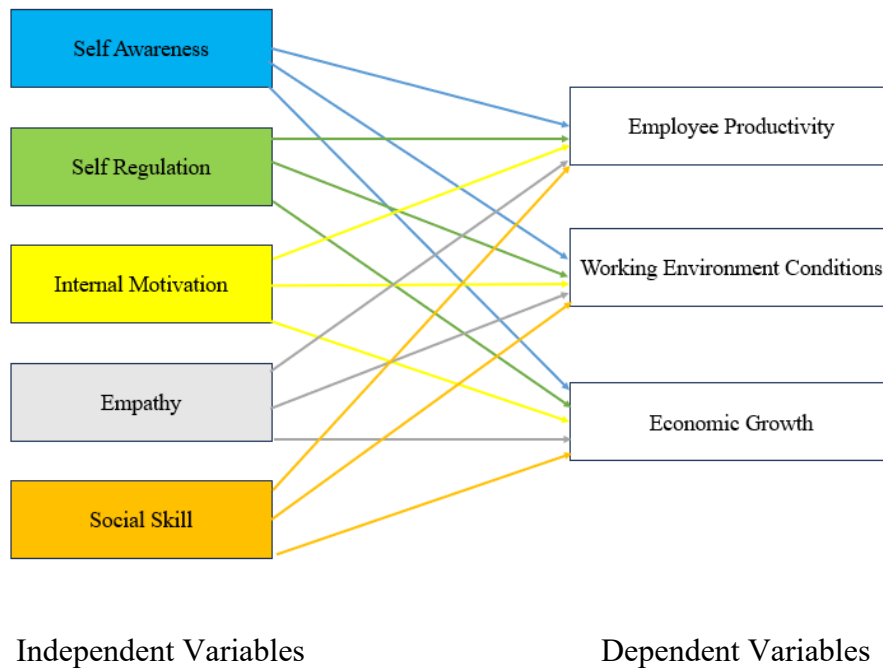 Self Awareness
Employee Productivity
Self Regulation
Working Environment Conditions
Internal Motivation
Empathy
Economic Growth
Social Skill
Independent Variables
Dependent Variables